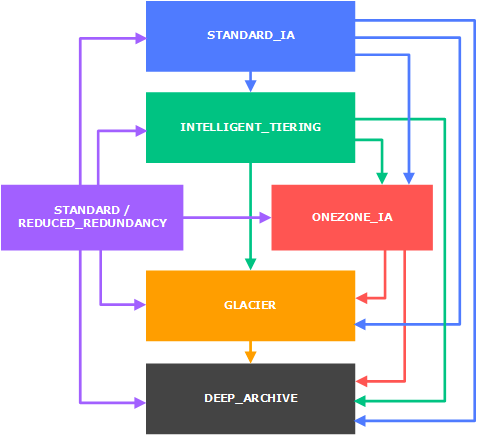 STANDARD_IA
INTELLIGENT_TIERING
STANDARD /
REDUCED_REDUNDANCY
ONEZONE_IA
GLACIER
DEEP_ARCHIVE